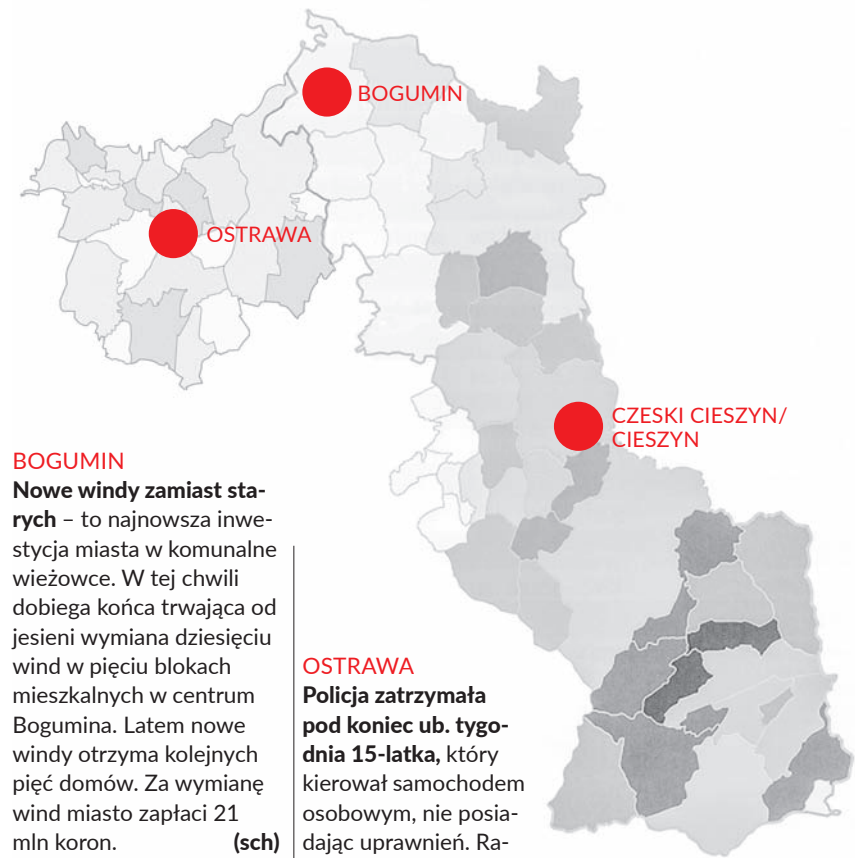 BOGUMIN
OSTRAWA
CZESKI CIESZYN/
CIESZYN
BOGUMIN
Nowe windy zamiast sta-
rych – to najnowsza inwe-
stycja miasta w komunalne
wieżowce. W tej chwili
dobiega końca trwająca od
jesieni wymiana dziesięciu
wind w pięciu blokach
mieszkalnych w centrum
Bogumina. Latem nowe
windy otrzyma kolejnych
pięć domów. Za wymianę
wind miasto zapłaci 21
mln koron. (sch)
OSTRAWA
Policja zatrzymała
pod koniec ub. tygo-
dnia 15-latka, który
kierował samochodem
osobowym, nie posia-
dając uprawnień. Ra-